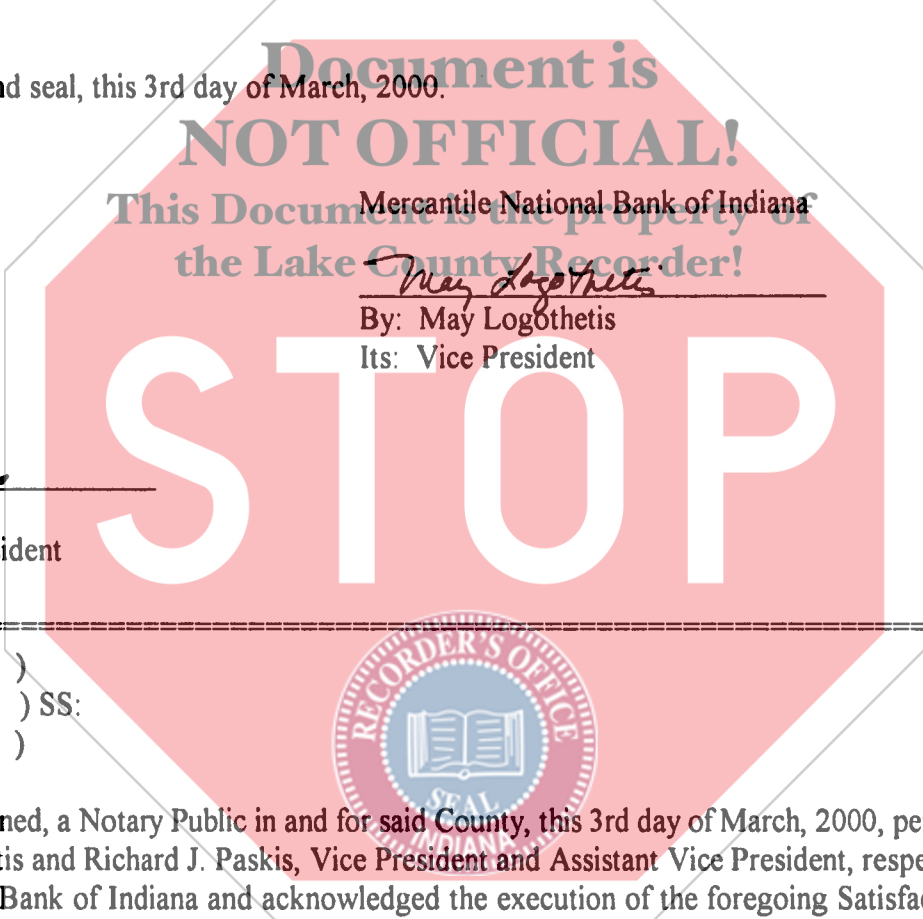 Document is
nd seal, this 3rd day of March, 2000.
NOT OFFICIAL!
This Document is the property of
Mercantile National Bank of Indiana
the Lake County Recorder!
May Logothetis
By: May Logothetis
Its: Vice President
STOP
ident
)
) SS:
)
RECORDER'S OFFICE
SEAL
INDIANA
ned, a Notary Public in and for said County, this 3rd day of March, 2000, pe
tis and Richard J. Paskis, Vice President and Assistant Vice President, respe
Bank of Indiana and acknowledged the execution of the foregoing Satisfa